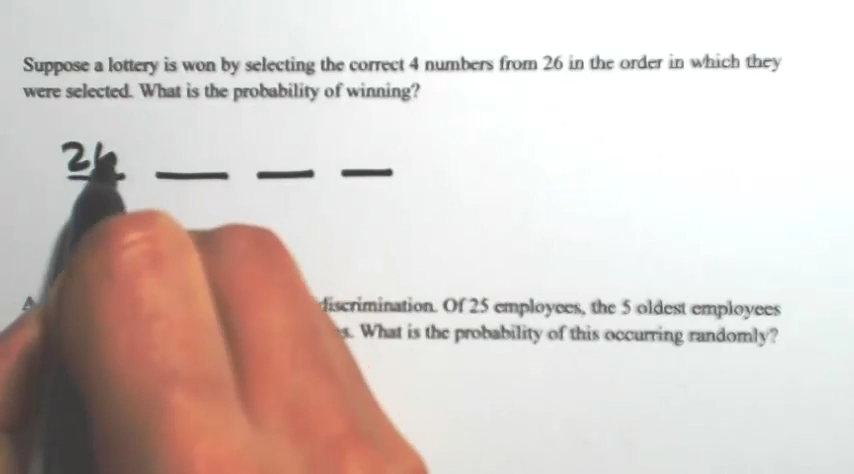 Suppose a lottery is won by selecting the correct 4 numbers from 26 in the order in which they
were selected. What is the probability of winning?
A
discrimination. Of 25 employees, the 5 oldest employees
What is the probability of this occurring randomly?